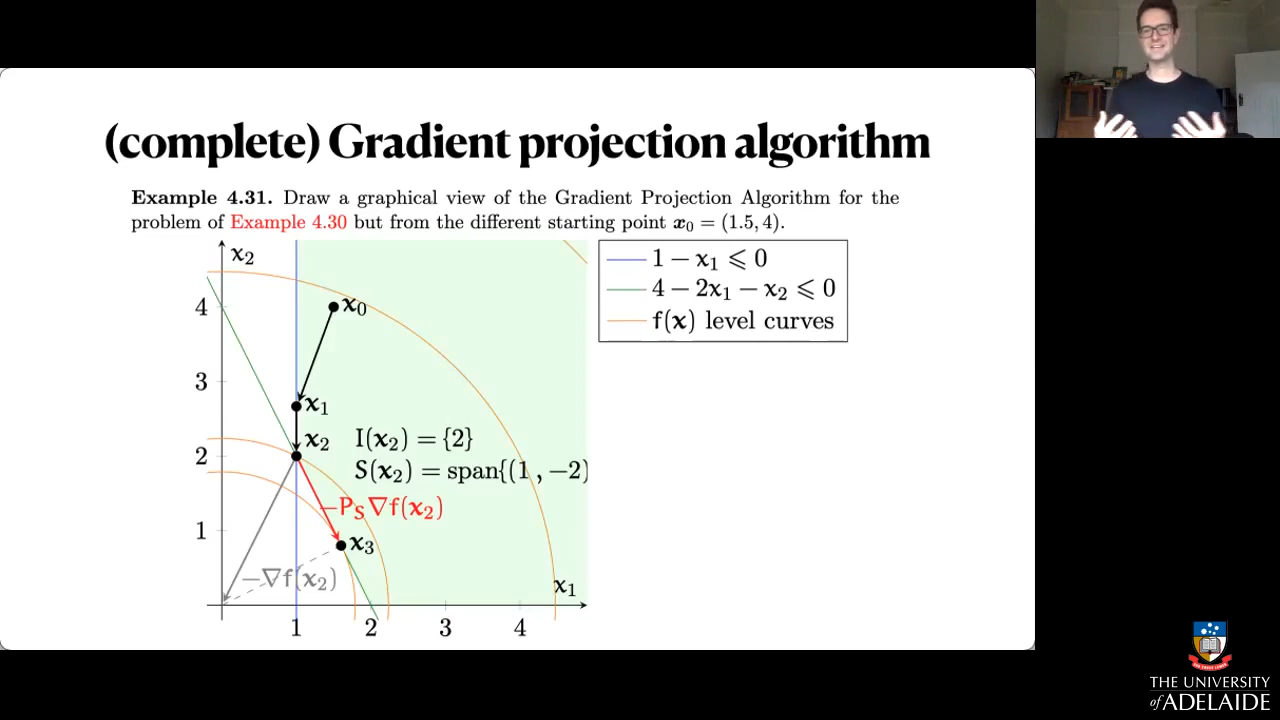 (complete) Gradient projection algorithm
Example 4.31. Draw a graphical view of the Gradient Projection Algorithm for the
problem of Example 4.30 but from the different starting point x₀ = (1.5, 4).
x₂
1 − x₁ ⩽ 0
4 − 2x₁ − x₂ ⩽ 0
f(x) level curves
4
x₀
3
x₁
x₂ I(x₂) = {2}
2
S(x₂) = span{(1, −2)
−P_S∇f(x₂)
1
x₃
−∇f(x₂)
x₁
1 2 3 4
THE UNIVERSITY
of ADELAIDE